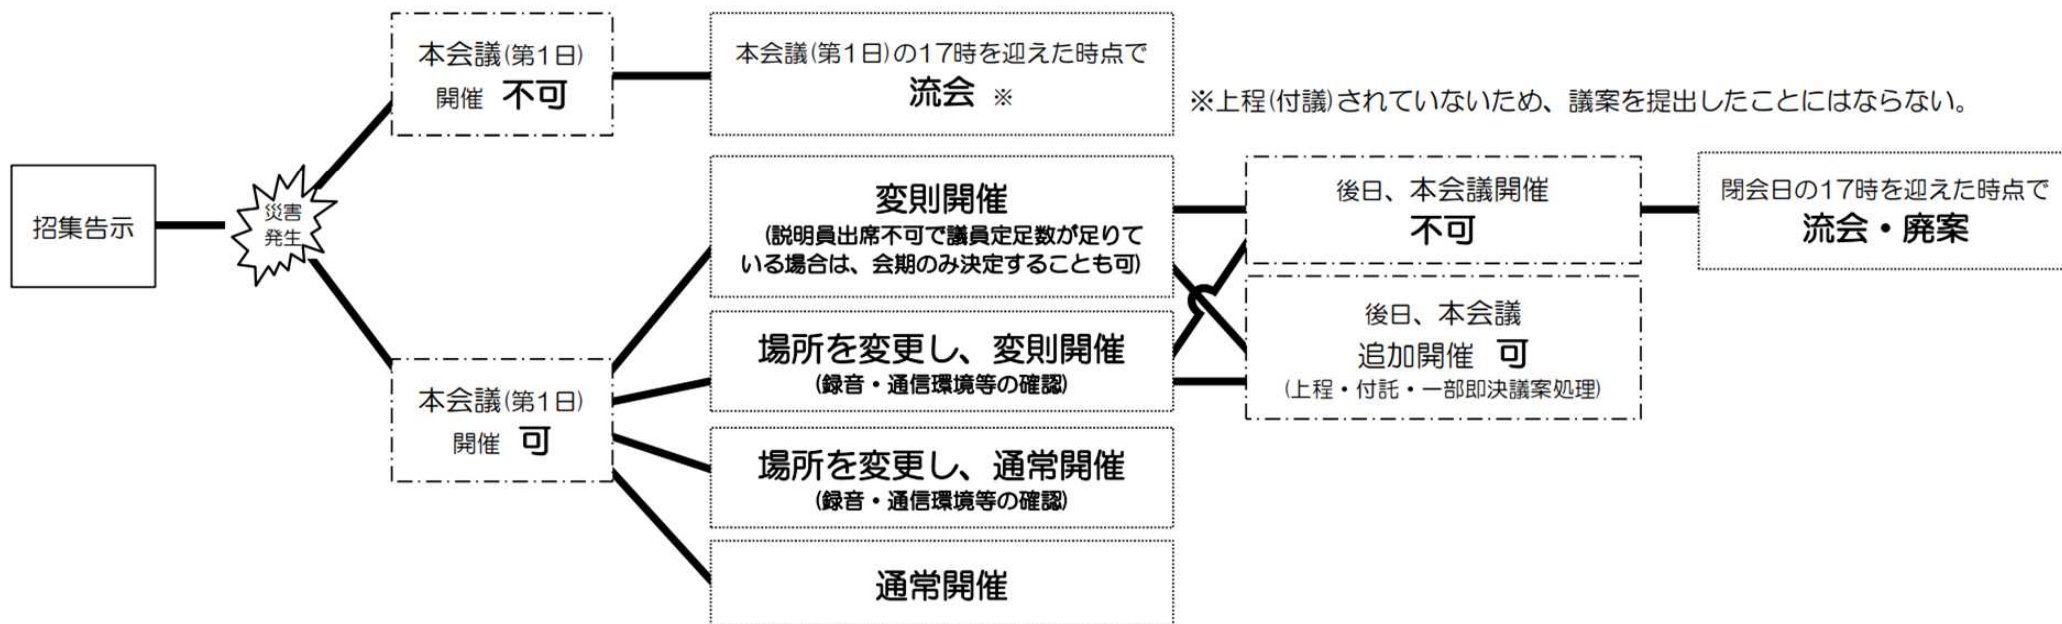 招集告示
災害
発生
本会議(第1日)
開催 不可
本会議(第1日)の17時を迎えた時点で
流会 ※
※上程(付議)されていないため、議案を提出したことにはならない。
本会議(第1日)
開催 可
変則開催
(説明員出席不可で議員定足数が足りて
いる場合は、会期のみ決定することも可)
場所を変更し、変則開催
(録音・通信環境等の確認)
場所を変更し、通常開催
(録音・通信環境等の確認)
通常開催
後日、本会議開催
不可
後日、本会議
追加開催 可
(上程・付託・一部即決議案処理)
閉会日の17時を迎えた時点で
流会・廃案